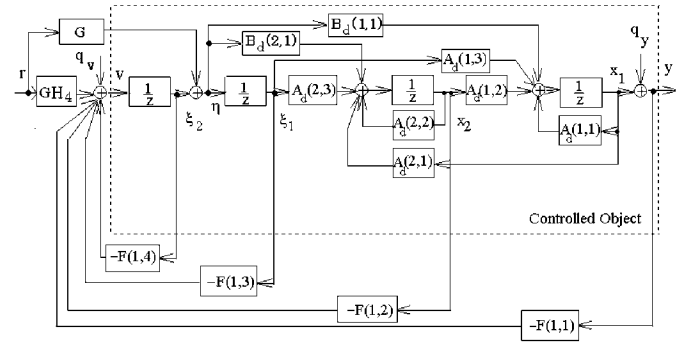 B_d(1,1)
G
B_d(2,1)
q_v
q_y
A_d(1,3)
r
GH_4
v
1/z
η
1/z
A_d(2,3)
1/z
A_d(1,2)
1/z
x_1
y
ξ_2
ξ_1
A_d(2,2)
x_2
A_d(1,1)
A_d(2,1)
Controlled Object
−F(1,4)
−F(1,3)
−F(1,2)
−F(1,1)